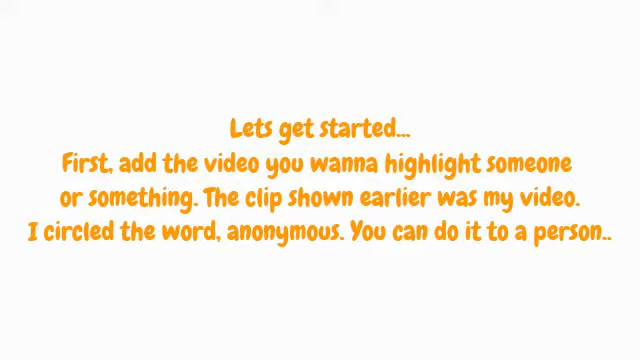 Lets get started...
First, add the video you wanna highlight someone
or something. The clip shown earlier was my video.
I circled the word, anonymous. You can do it to a person..